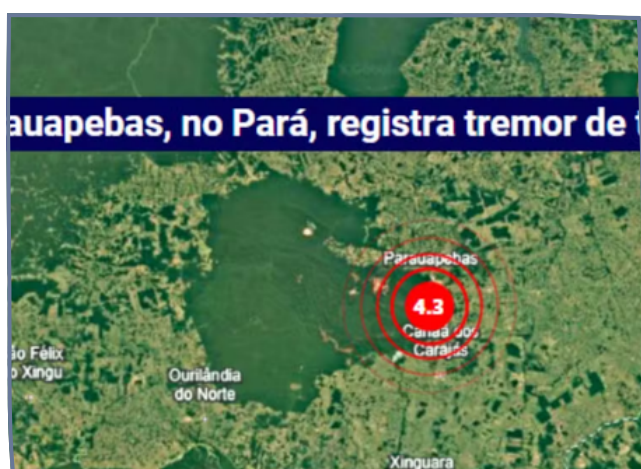 auapebas, no Pará, registra tremor de
Parauapebas
4.3
Canaã dos
Carajás
ão Félix
o Xingu
Ourilândia
do Norte
Xinguara